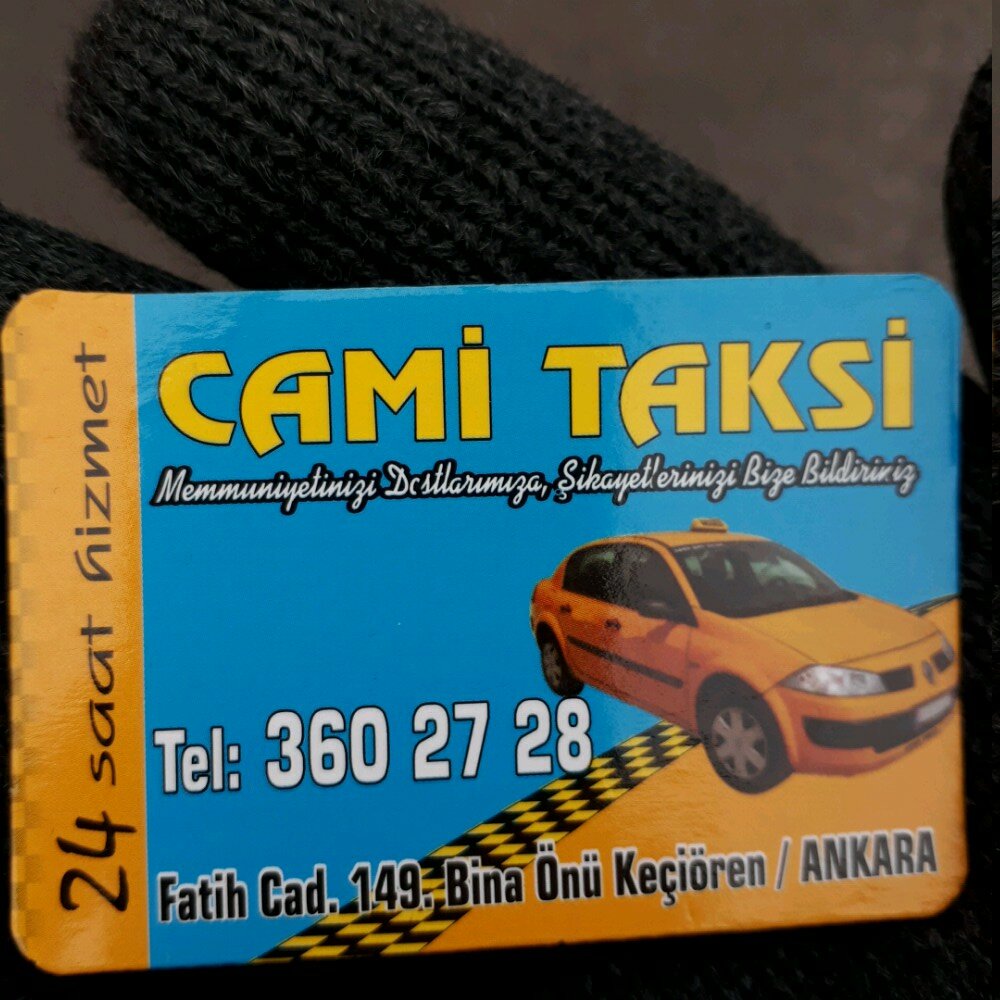 CAMİ TAKSİ
Memmuniyetinizi Dostlarımıza, Şikayetlerinizi Bize Bildiriniz
24 saat hizmet
Tel: 360 27 28
Fatih Cad. 149. Bina Önü Keçiören / ANKARA